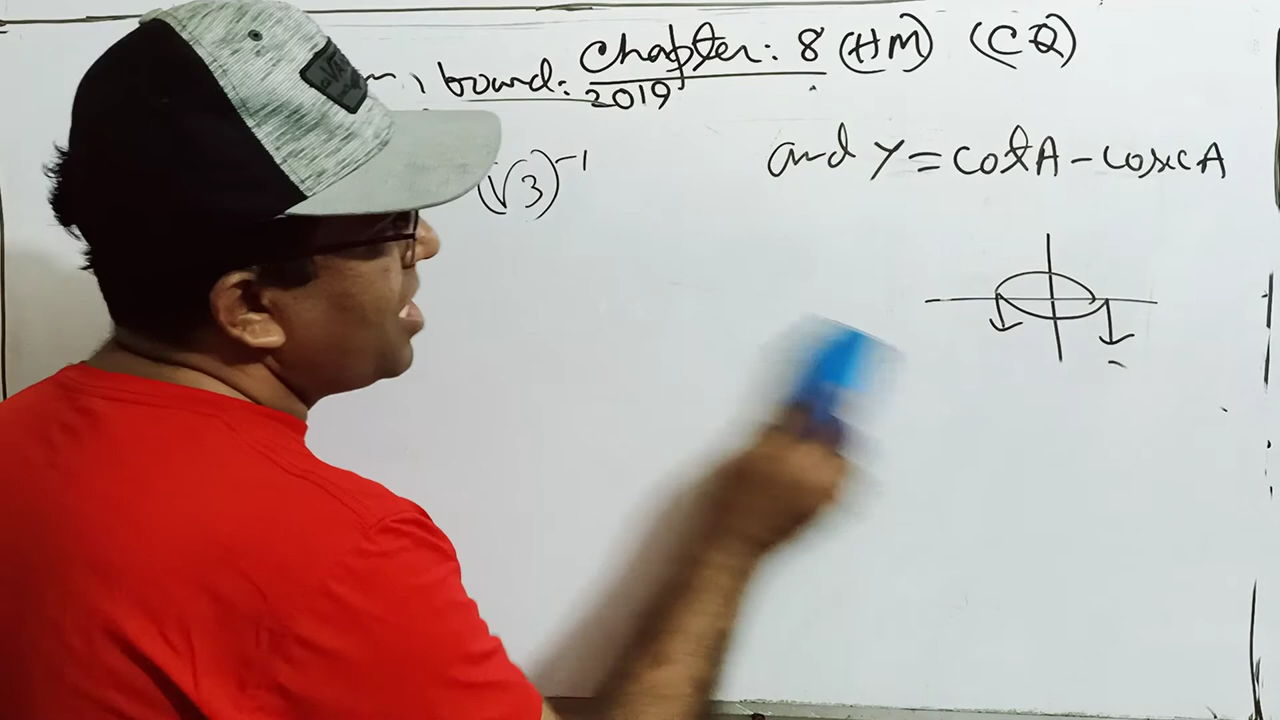 Chapter: 8 (HM) (CQ)
board: 2019
and Y = cotA - cosecA
(√3)⁻¹